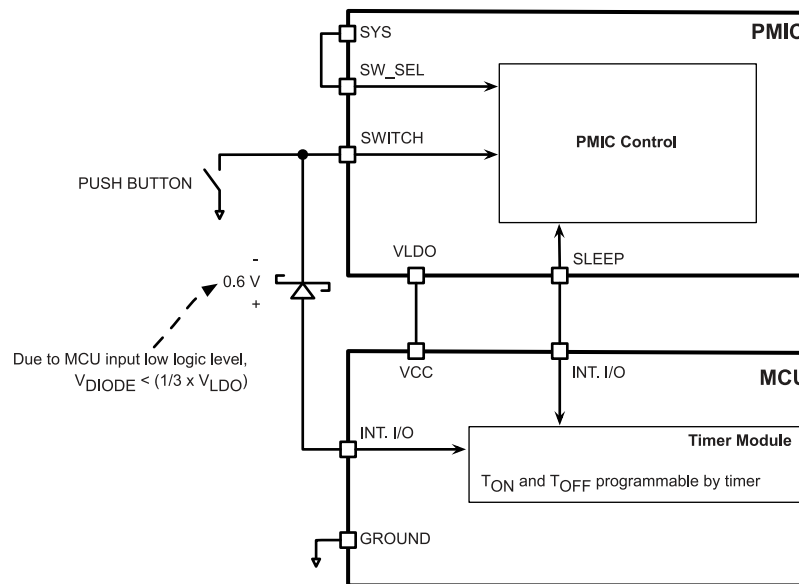 SYS
PMIC
SW_SEL
PMIC Control
SWITCH
PUSH BUTTON
VLDO
SLEEP
-
0.6 V
+
Due to MCU input low logic level,
VDIODE < (1/3 x VLDO)
VCC
INT. I/O
MCU
INT. I/O
Timer Module
TON and TOFF programmable by timer
GROUND